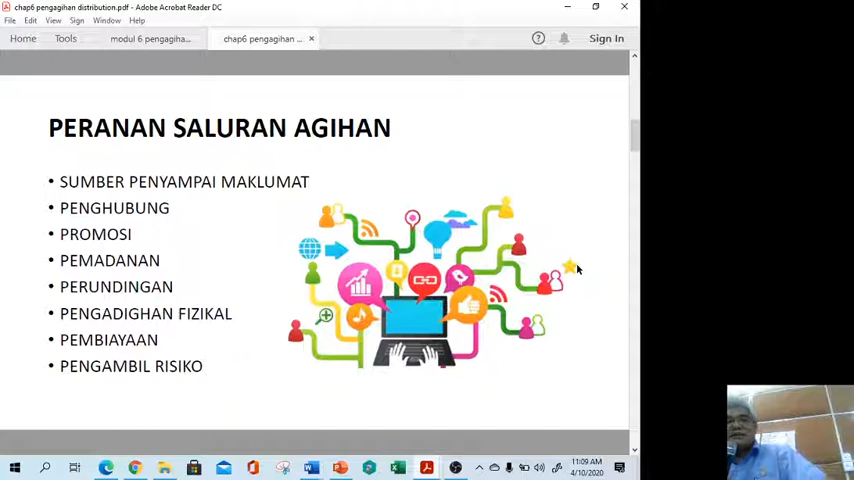 chap6 pengagihan distribution.pdf - Adobe Acrobat Reader DC
File Edit View Sign Window Help
Home Tools modul 6 pengagiha... chap6 pengagihan ... × Sign In
PERANAN SALURAN AGIHAN
• SUMBER PENYAMPAI MAKLUMAT
• PENGHUBUNG
• PROMOSI
• PEMADANAN
• PERUNDINGAN
• PENGADIGHAN FIZIKAL
• PEMBIAYAAN
• PENGAMBIL RISIKO
11:09 AM
4/10/2020